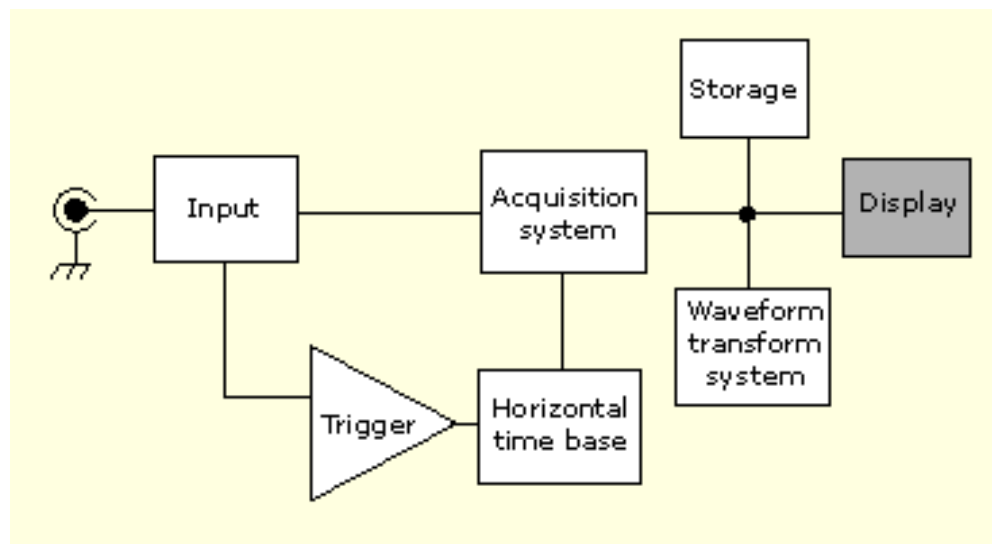 Storage
Input
Acquisition
system
Display
Waveform
transform
system
Trigger
Horizontal
time base